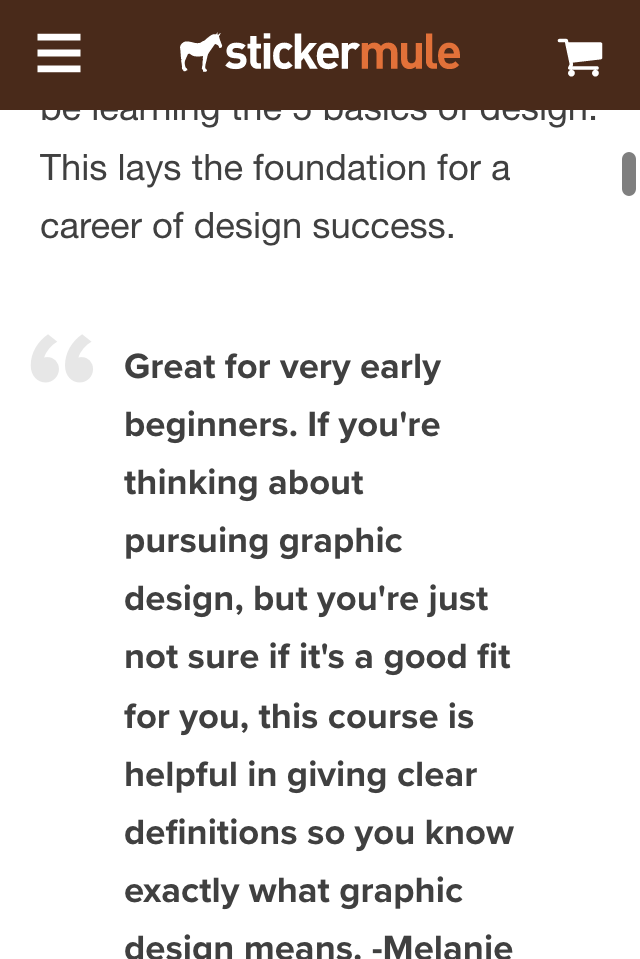 stickermule
be learning the 5 basics of design.
This lays the foundation for a
career of design success.
“
Great for very early
beginners. If you're
thinking about
pursuing graphic
design, but you're just
not sure if it's a good fit
for you, this course is
helpful in giving clear
definitions so you know
exactly what graphic
design means. -Melanie